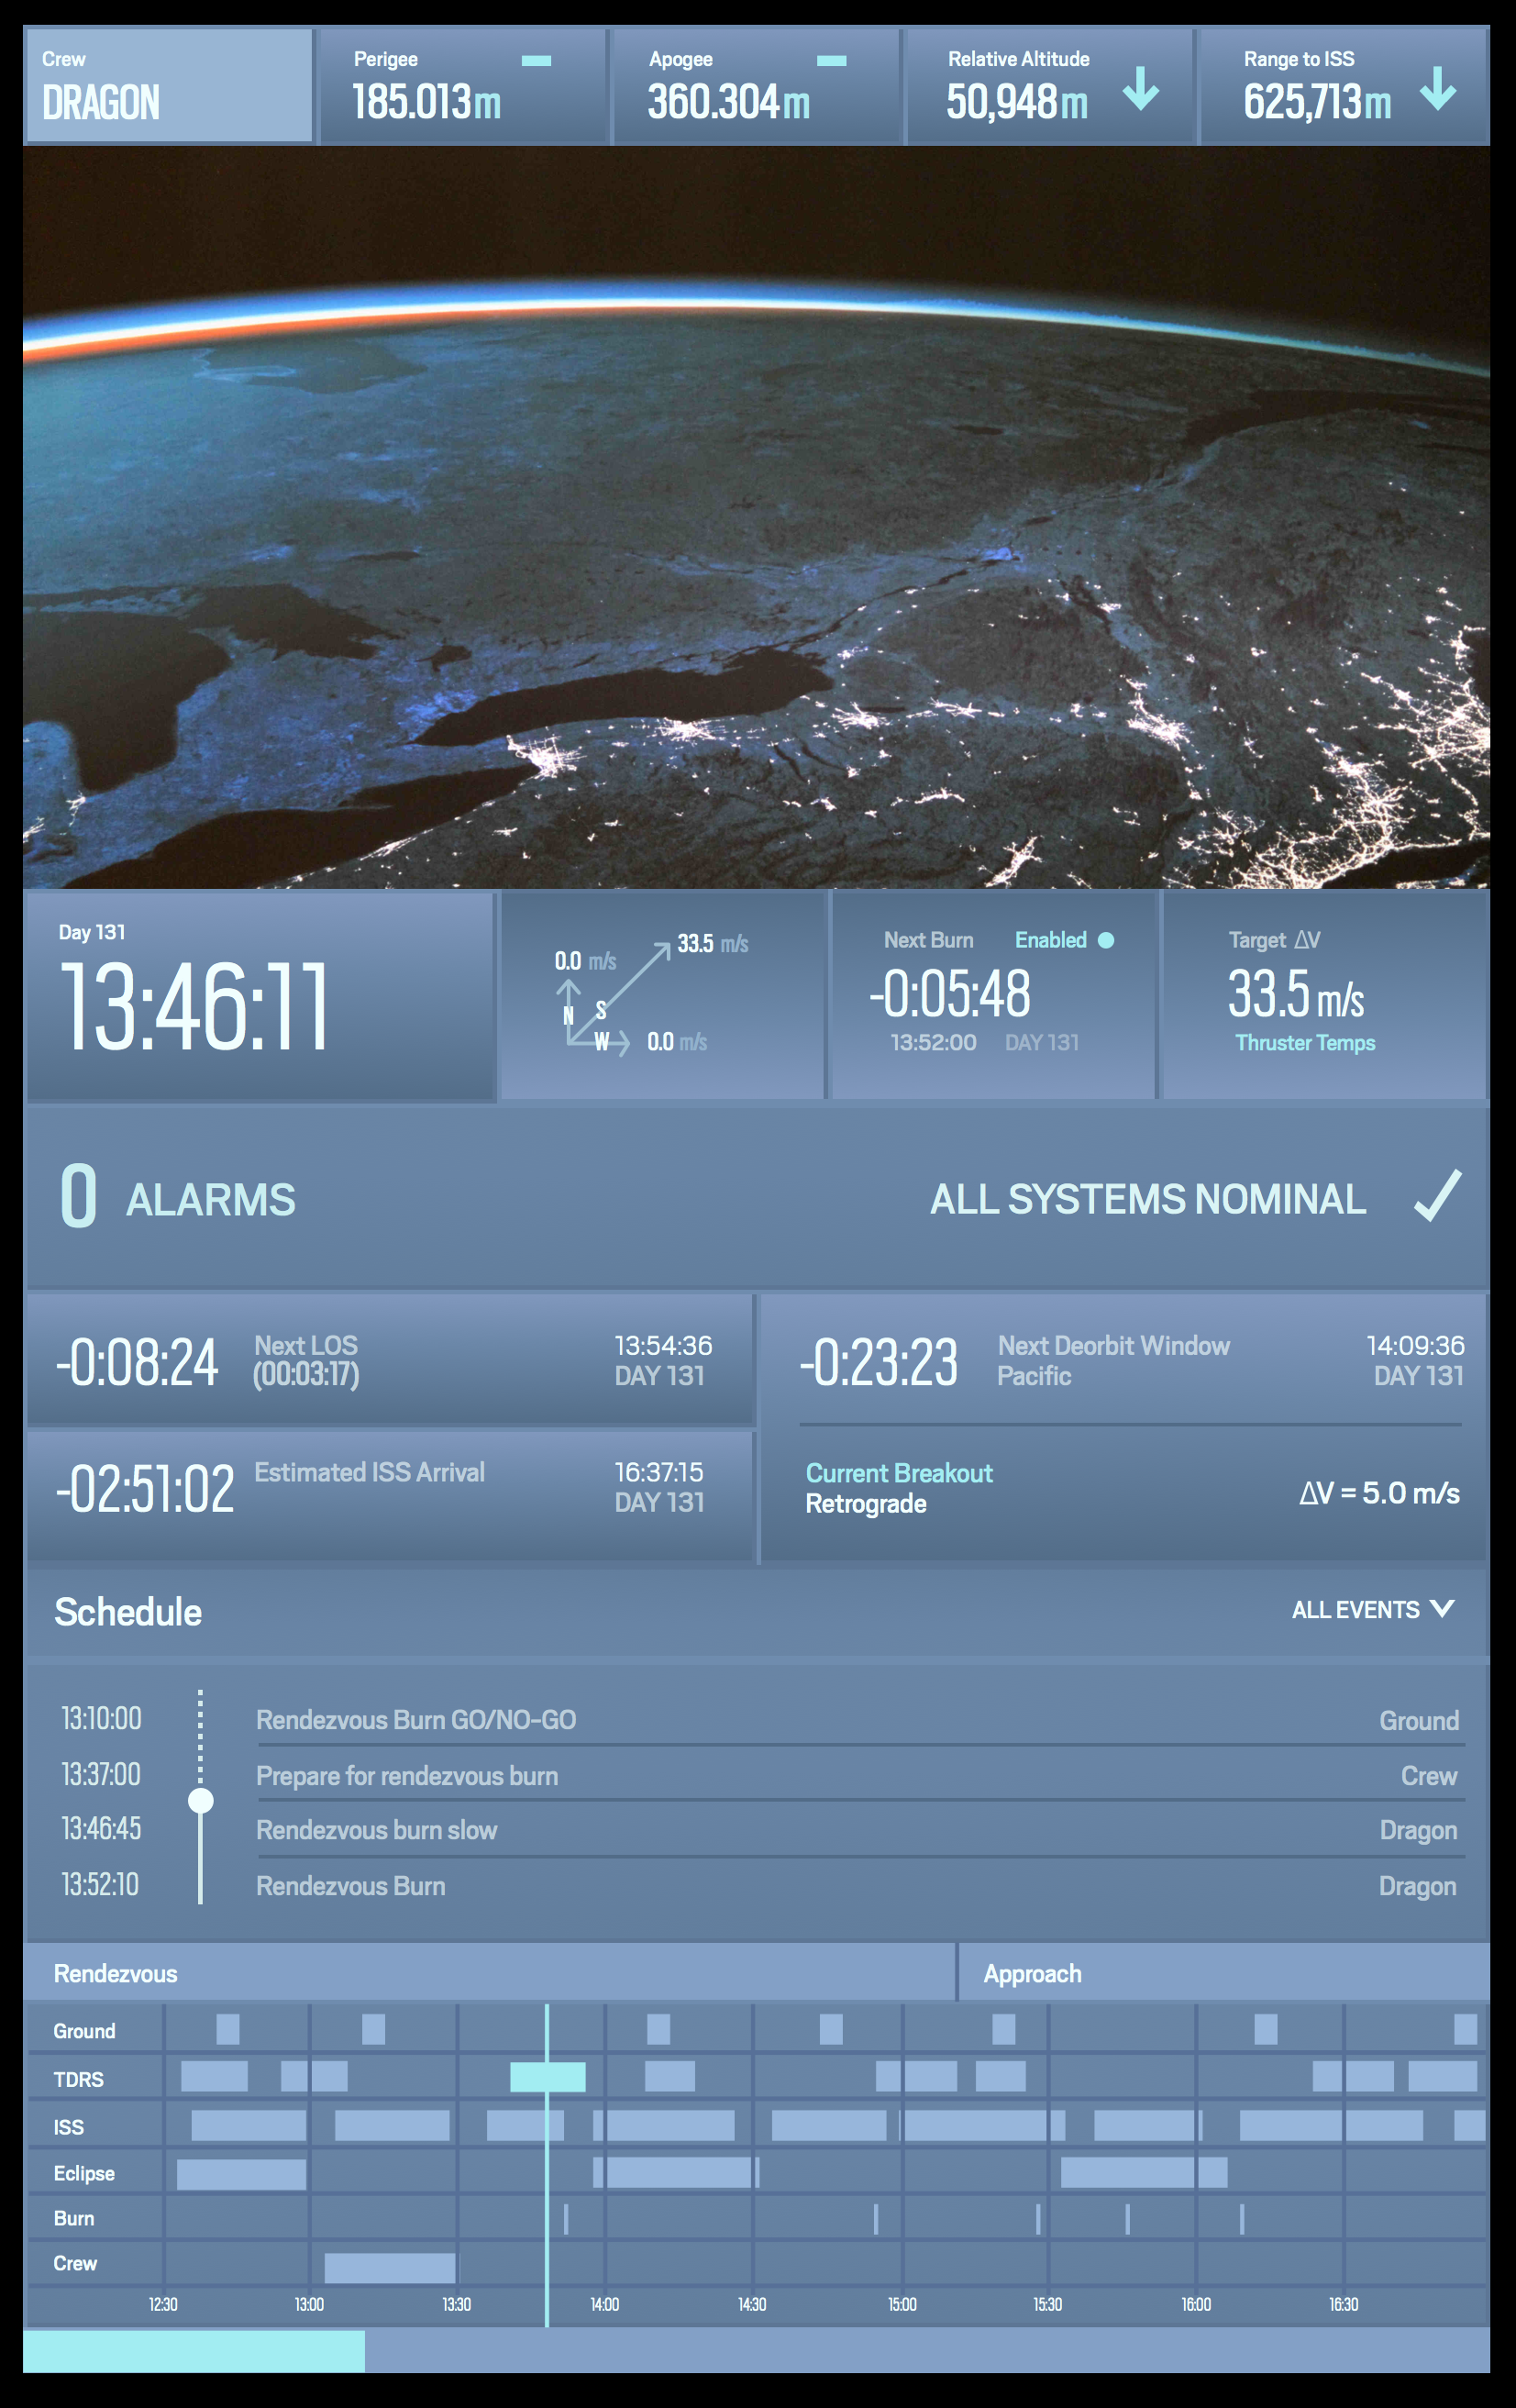 Crew
DRAGON
Perigee
185.013m
Apogee
360.304m
Relative Altitude
50,948m
Range to ISS
625,713m
Day 131
13:46:11
0.0 m/s
33.5 m/s
N
S
W
0.0 m/s
Next Burn Enabled
-0:05:48
13:52:00 DAY 131
Target ΔV
33.5 m/s
Thruster Temps
0 ALARMS
ALL SYSTEMS NOMINAL
-0:08:24
Next LOS
(00:03:17)
13:54:36
DAY 131
-0:23:23
Next Deorbit Window
Pacific
14:09:36
DAY 131
-02:51:02
Estimated ISS Arrival
16:37:15
DAY 131
Current Breakout
Retrograde
ΔV = 5.0 m/s
Schedule
ALL EVENTS
13:10:00 Rendezvous Burn GO/NO-GO Ground
13:37:00 Prepare for rendezvous burn Crew
13:46:45 Rendezvous burn slow Dragon
13:52:10 Rendezvous Burn Dragon
Rendezvous Approach
Ground
TDRS
ISS
Eclipse
Burn
Crew
12:30 13:00 13:30 14:00 14:30 15:00 15:30 16:00 16:30